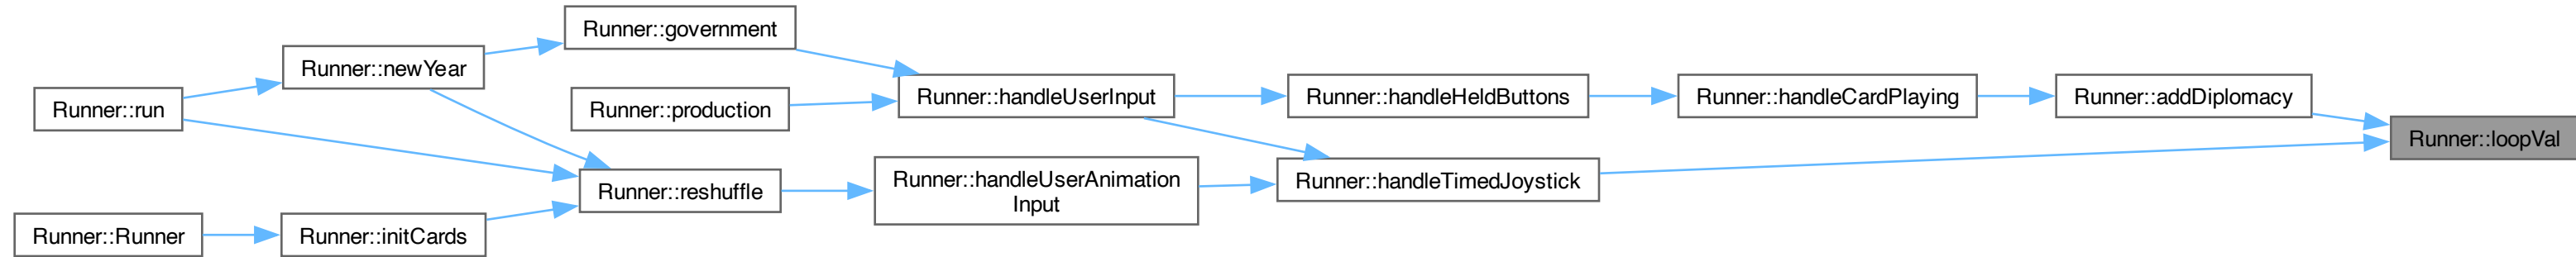 Runner::government
Runner::newYear
Runner::run
Runner::production
Runner::handleUserInput
Runner::handleHeldButtons
Runner::handleCardPlaying
Runner::addDiplomacy
Runner::loopVal
Runner::handleUserAnimation
Input
Runner::handleTimedJoystick
Runner::reshuffle
Runner::Runner
Runner::initCards